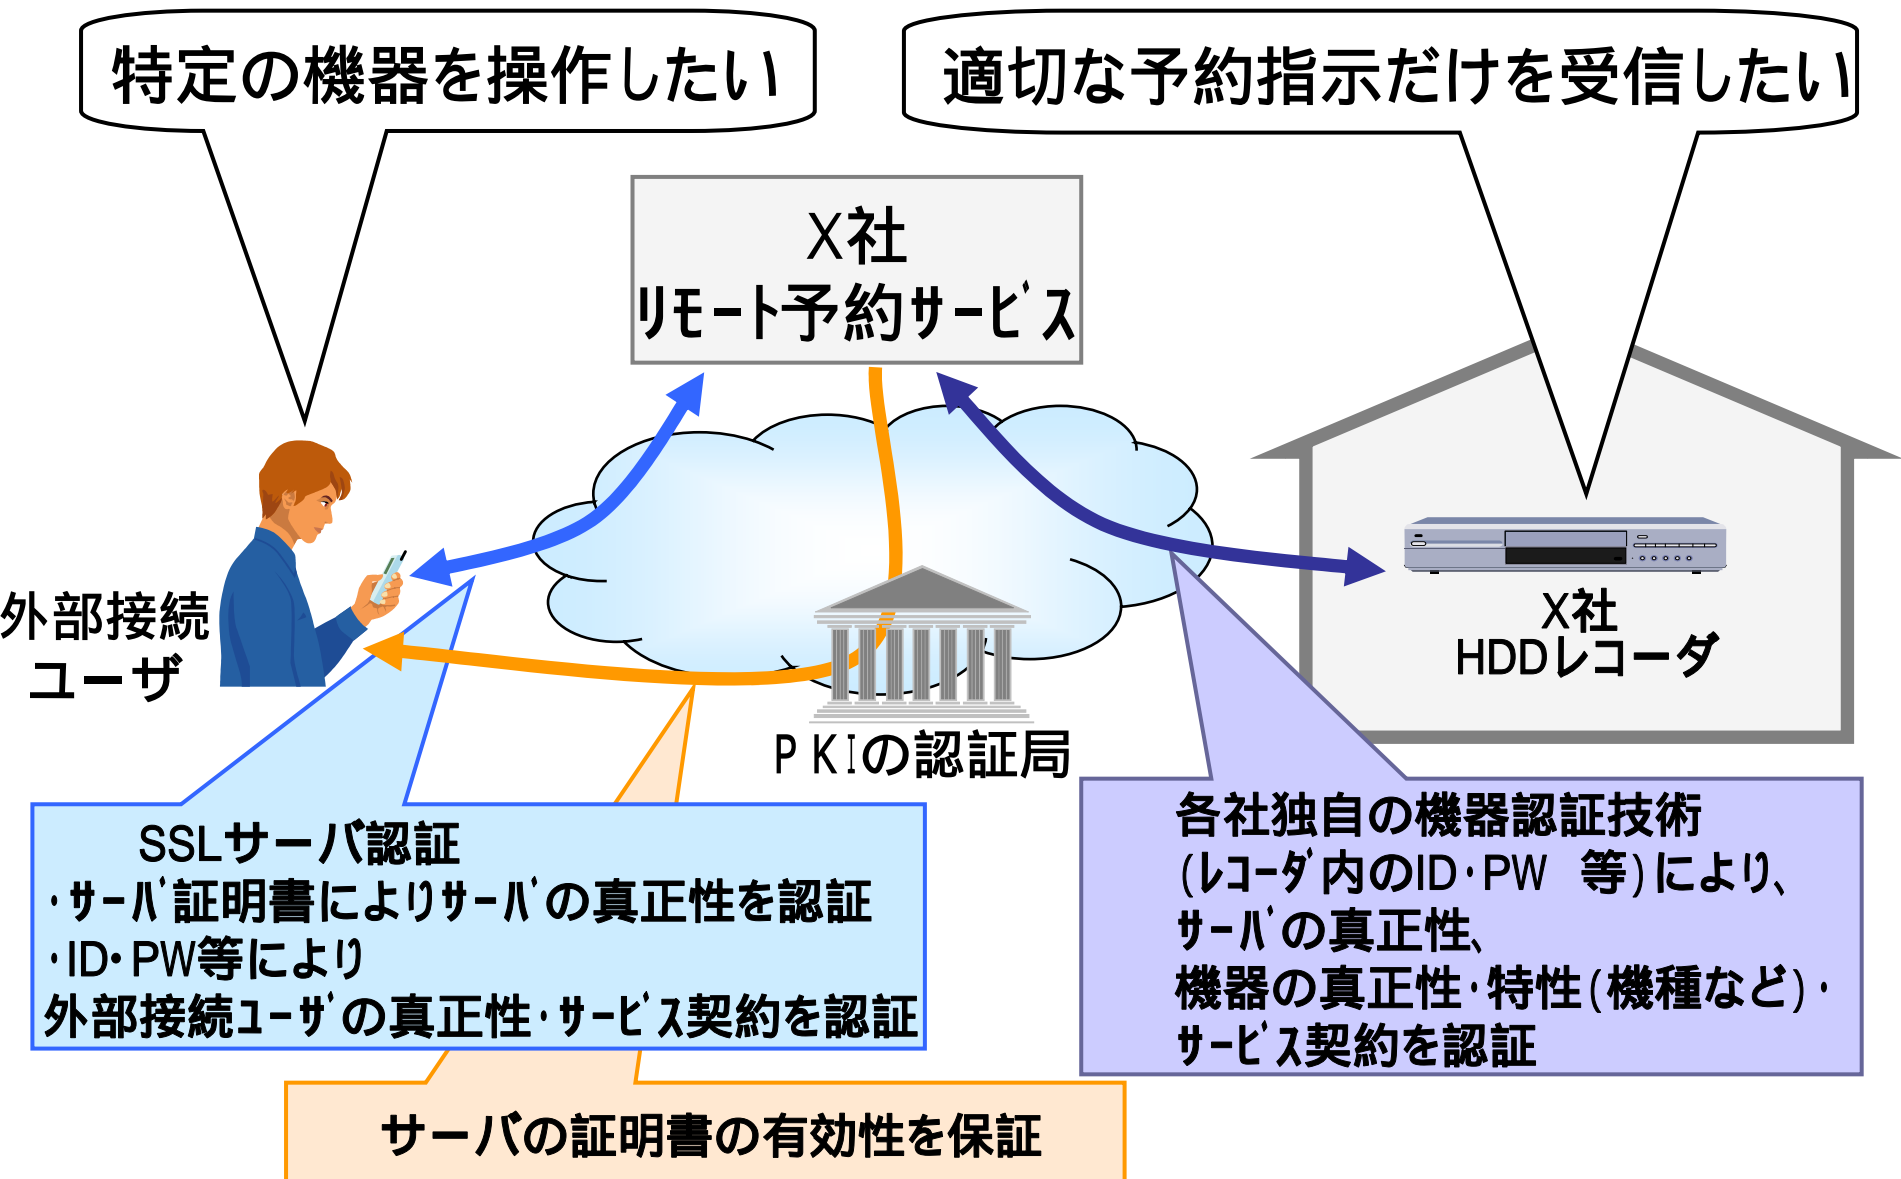 特定の機器を操作したい
適切な予約指示だけを受信したい
X社
ﾘﾓｰﾄ予約ｻｰﾋﾞｽ
外部接続
ユーザ
X社
HDDレコーダ
PKIの認証局
SSLサーバ認証
・ｻｰﾊﾞ証明書によりｻｰﾊﾞの真正性を認証
・ID・PW等により
外部接続ﾕｰｻﾞの真正性・ｻｰﾋﾞｽ契約を認証
各社独自の機器認証技術
(ﾚｺｰﾀﾞ内のID・PW 等)により、
ｻｰﾊﾞの真正性、
機器の真正性・特性(機種など)・
ｻｰﾋﾞｽ契約を認証
サーバの証明書の有効性を保証